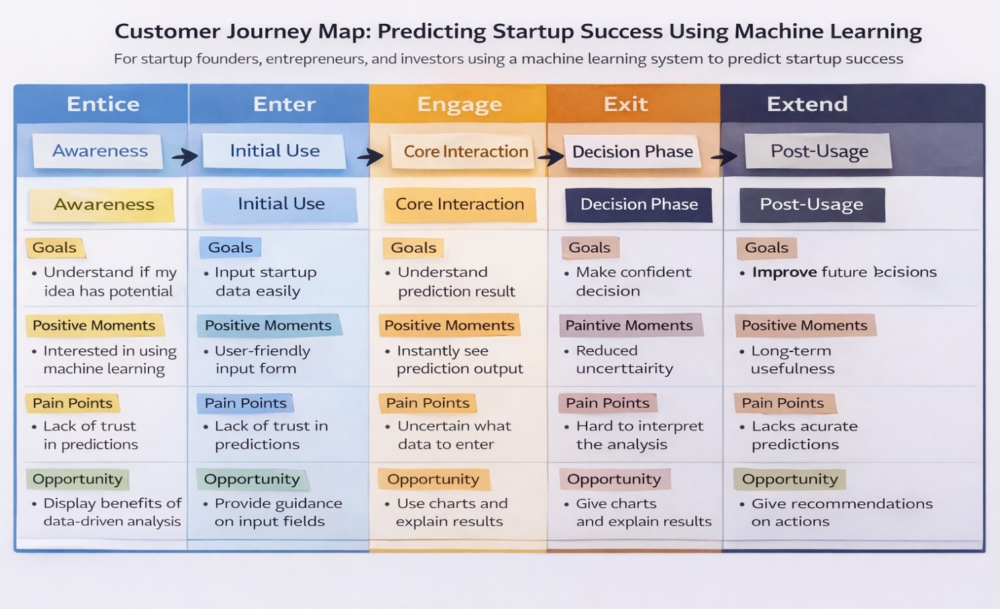 Customer Journey Map: Predicting Startup Success Using Machine Learning
For startup founders, entrepreneurs, and investors using a machine learning system to predict startup success
Entice
Enter
Engage
Exit
Extend
Awareness
Initial Use
Core Interaction
Decision Phase
Post-Usage
Awareness
Initial Use
Core Interaction
Decision Phase
Post-Usage
Goals
• Understand if my
idea has potential
Goals
• Input startup
data easily
Goals
• Understand
prediction result
Goals
• Make confident
decision
Goals
• Improve future
Positive Moments
• Interested in using
machine learning
Positive Moments
• User-friendly
input form
Positive Moments
• Instantly see
prediction output
Paintive Moments
• Reduced
uncerttairity
Positive Moments
• Long-term
usefulness
Pain Points
• Lack of trust
in predictions
Pain Points
• Lack of trust in
predictions
Pain Points
• Uncertain what
data to enter
Pain Points
• Hard to interpret
the analysis
Pain Points
• Lacks acurate
predictions
Opportunity
• Display benefits of
data-driven analysis
Opportunity
• Provide guidance
on input fields
Opportunity
• Use charts and
explain results
Opportunity
• Give charts
and explain results
Opportunity
• Give recommendations
on actions